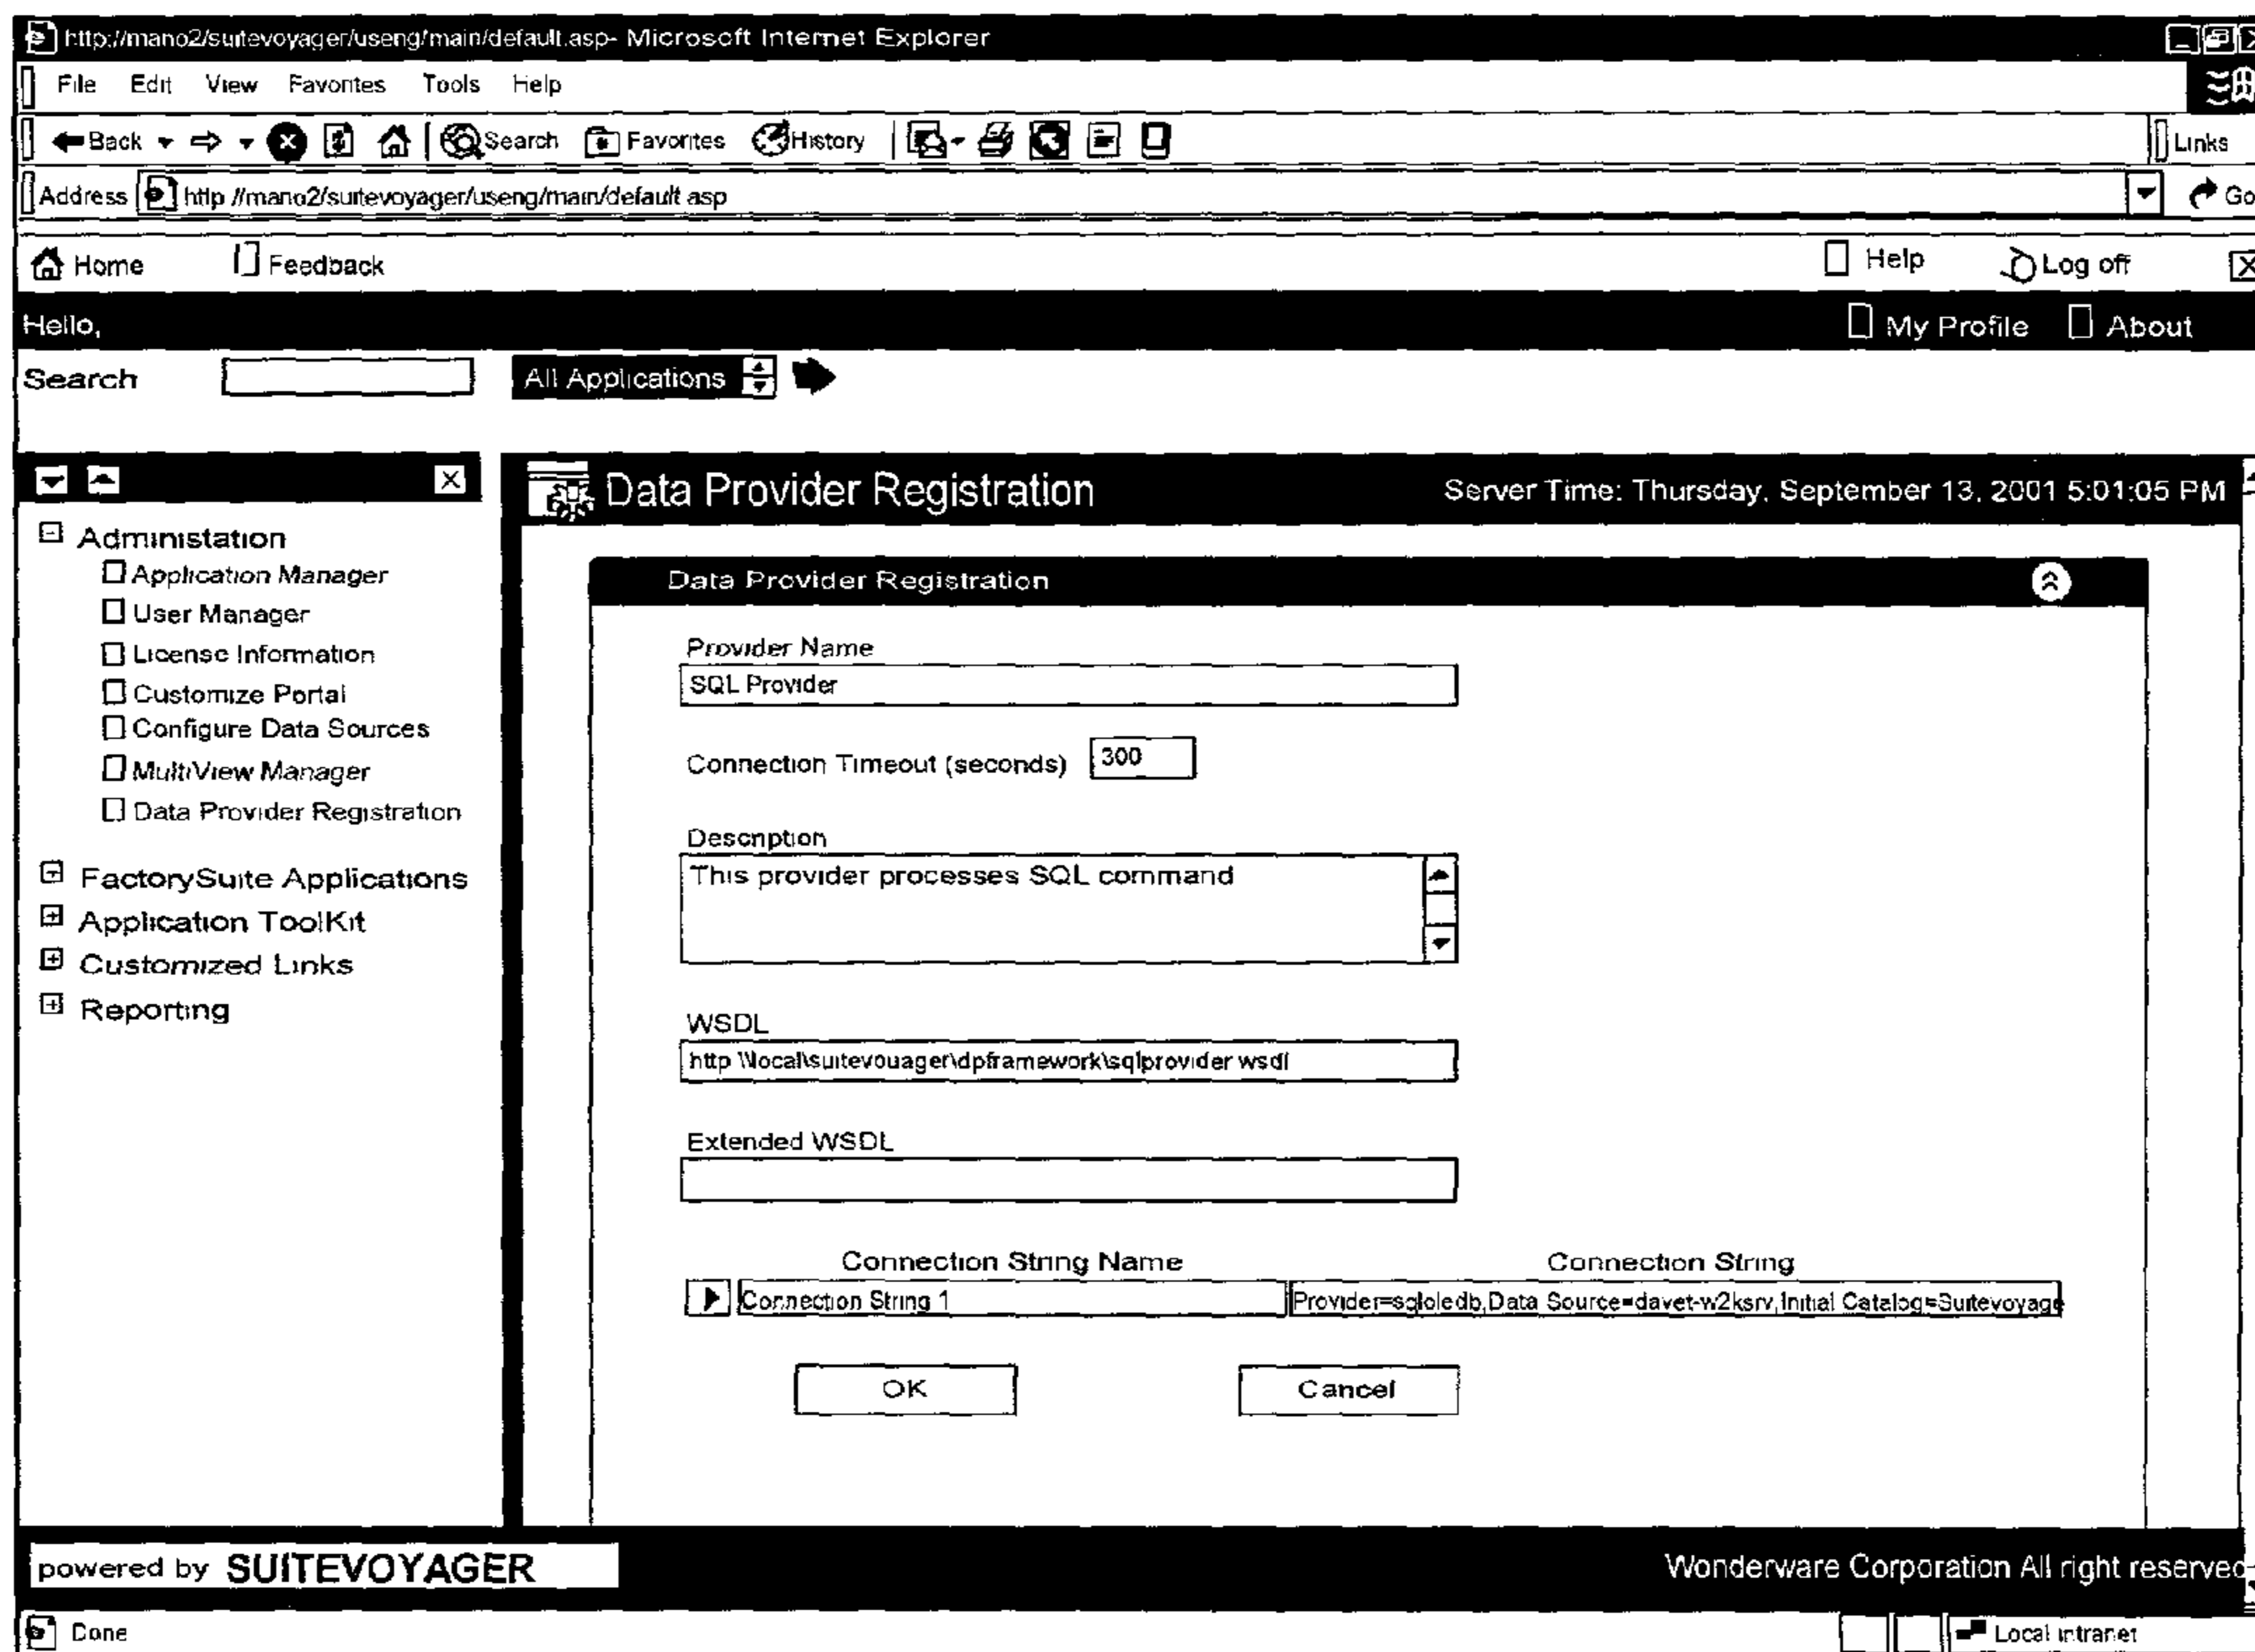 http://mano2/suitevoyager/useng/main/default.asp- Microsoft Internet Explorer
File Edit View Favorites Tools Help
Back Search Favorites History Links
Address http //mano2/suitevoyager/useng/main/default asp Go
Home Feedback Help Log off
Hello, My Profile About
Search All Applications
Data Provider Registration Server Time: Thursday, September 13, 2001 5:01:05 PM
Administation
Application Manager
User Manager
License Information
Customize Portal
Configure Data Sources
MultiView Manager
Data Provider Registration
FactorySuite Applications
Application ToolKit
Customized Links
Reporting
Data Provider Registration
Provider Name
SQL Provider
Connection Timeout (seconds) 300
Description
This provider processes SQL command
WSDL
http \\local\suitevouager\dpframework\sqlprovider wsdl
Extended WSDL
Connection String Name Connection String
Connection String 1 Provider=sqloledb,Data Source=davet-w2ksrv,Initial Catalog=Suitevoyage
OK Cancel
powered by SUITEVOYAGER Wonderware Corporation All right reserved
Done Local intranet